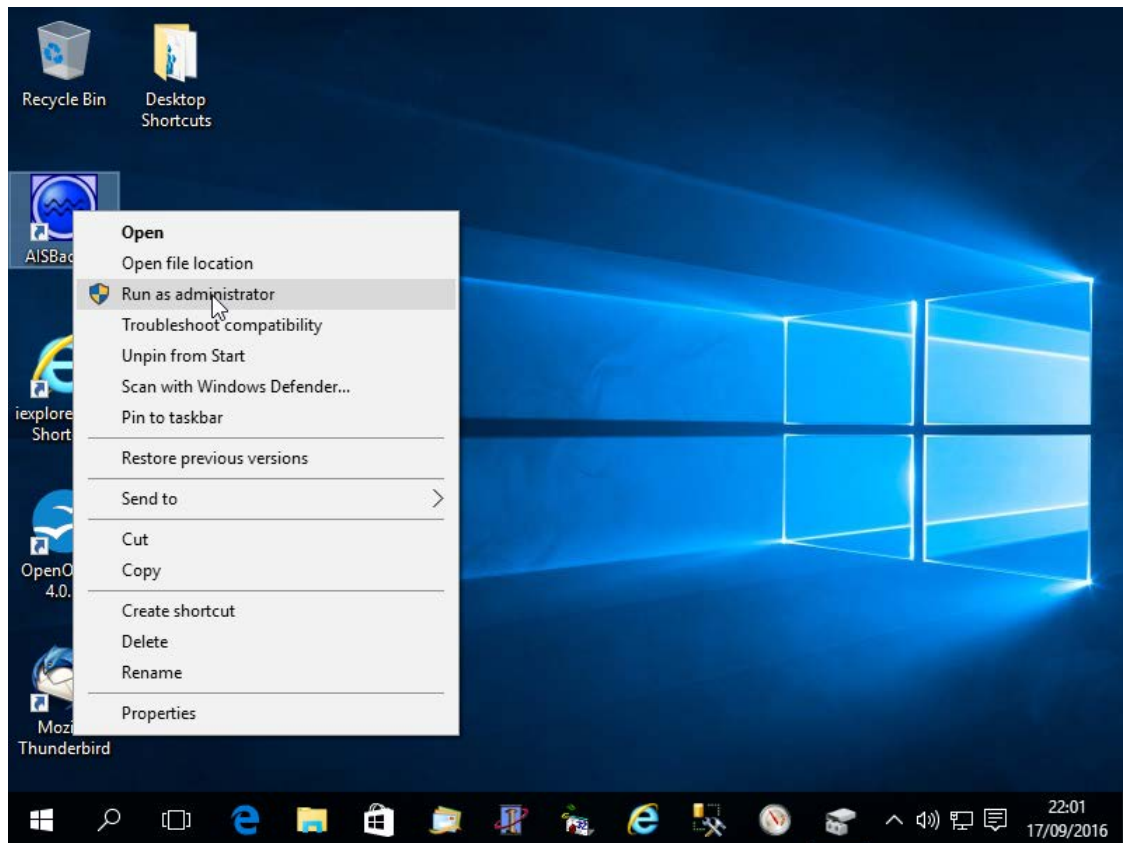 Recycle Bin
Desktop
Shortcuts
AISBac
iexplore
Short
OpenO
4.0.
Mozi
Thunderbird
Open
Open file location
Run as administrator
Troubleshoot compatibility
Unpin from Start
Scan with Windows Defender...
Pin to taskbar
Restore previous versions
Send to
Cut
Copy
Create shortcut
Delete
Rename
Properties
22:01
17/09/2016